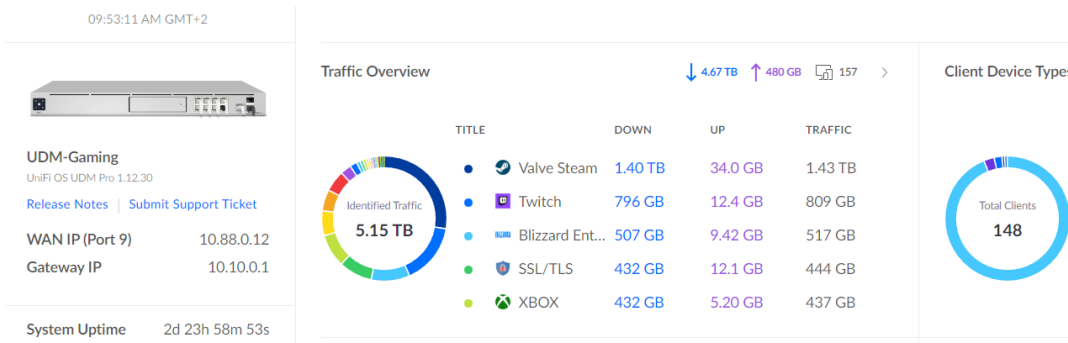 09:53:11 AM GMT+2
UDM-Gaming
UniFi OS UDM Pro 1.12.30
Release Notes | Submit Support Ticket
WAN IP (Port 9) 10.88.0.12
Gateway IP 10.10.0.1
System Uptime 2d 23h 58m 53s
Traffic Overview 4.67 TB 480 GB 157
Identified Traffic
5.15 TB
TITLE DOWN UP TRAFFIC
Valve Steam 1.40 TB 34.0 GB 1.43 TB
Twitch 796 GB 12.4 GB 809 GB
Blizzard Ent... 507 GB 9.42 GB 517 GB
SSL/TLS 432 GB 12.1 GB 444 GB
XBOX 432 GB 5.20 GB 437 GB
Client Device Types
Total Clients
148